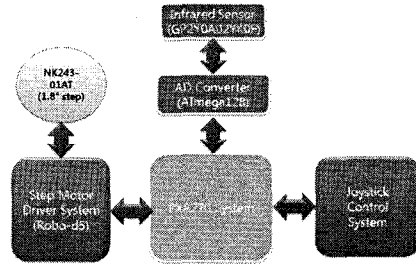 Infrared Sensor
(GP2Y0A02YK0F)
NK243-
01AT
(1.8° step)
AD Converter
(ATmega128)
Step Motor
Driver System
(Robo-d5)
System
Joystick
Control
System